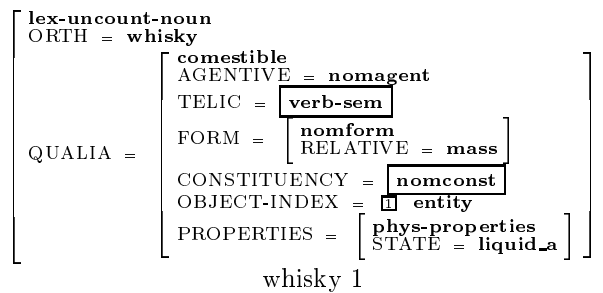 lex-uncount-noun
ORTH = whisky
comestible
AGENTIVE = nomagent
TELIC = verb-sem
nomform
FORM =
RELATIVE = mass
QUALIA =
CONSTITUENCY = nomconst
OBJECT-INDEX = 1 entity
phys-properties
PROPERTIES =
STATE = liquid_a
whisky 1